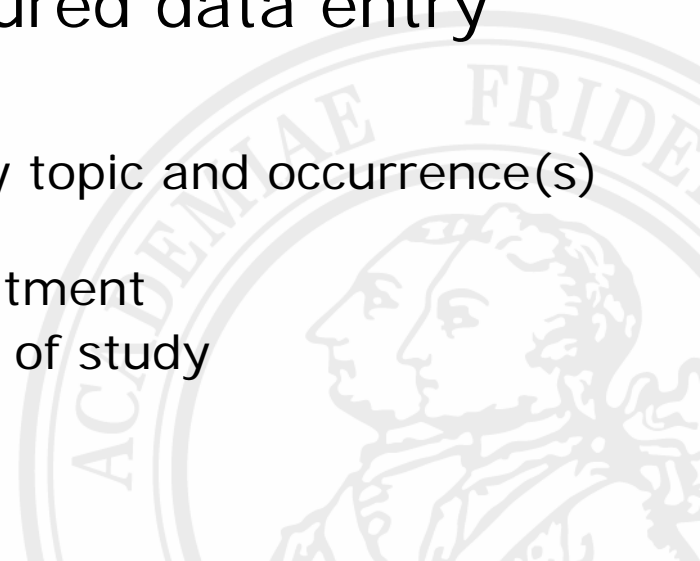 ured data entry
y topic and occurrence(s)
tment
of study
ACADEMIAE FRIDE